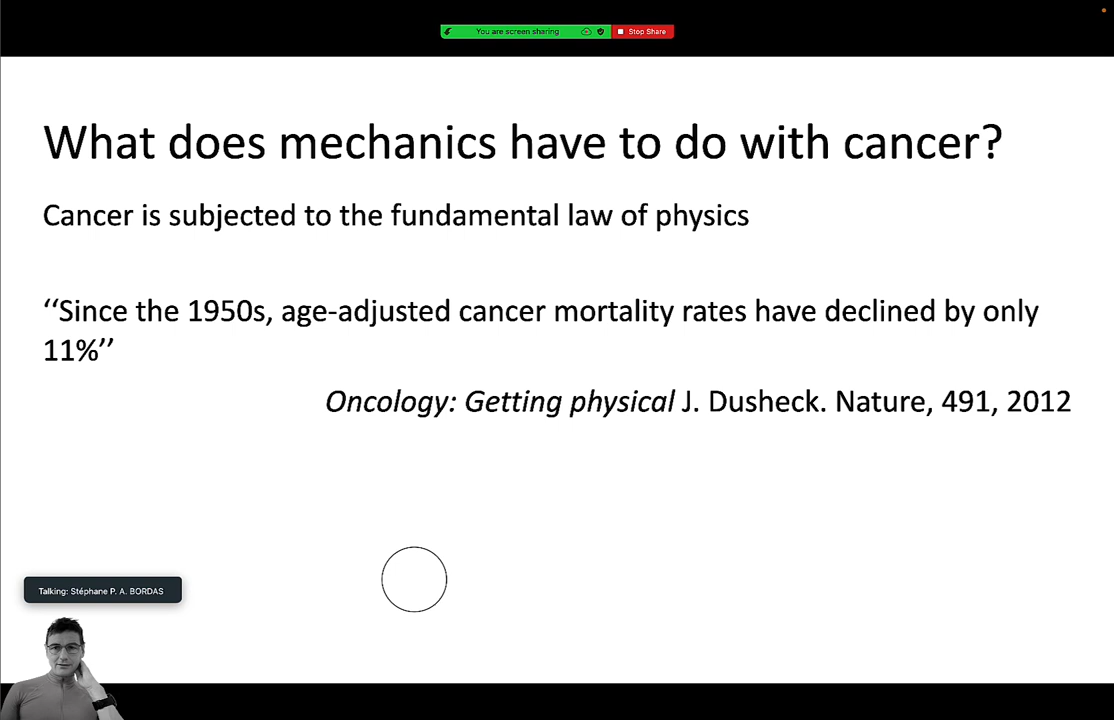 You are screen sharing
Stop Share
What does mechanics have to do with cancer?
Cancer is subjected to the fundamental law of physics
‘‘Since the 1950s, age-adjusted cancer mortality rates have declined by only
11%’’
Oncology: Getting physical J. Dusheck. Nature, 491, 2012
Talking: Stéphane P. A. BORDAS